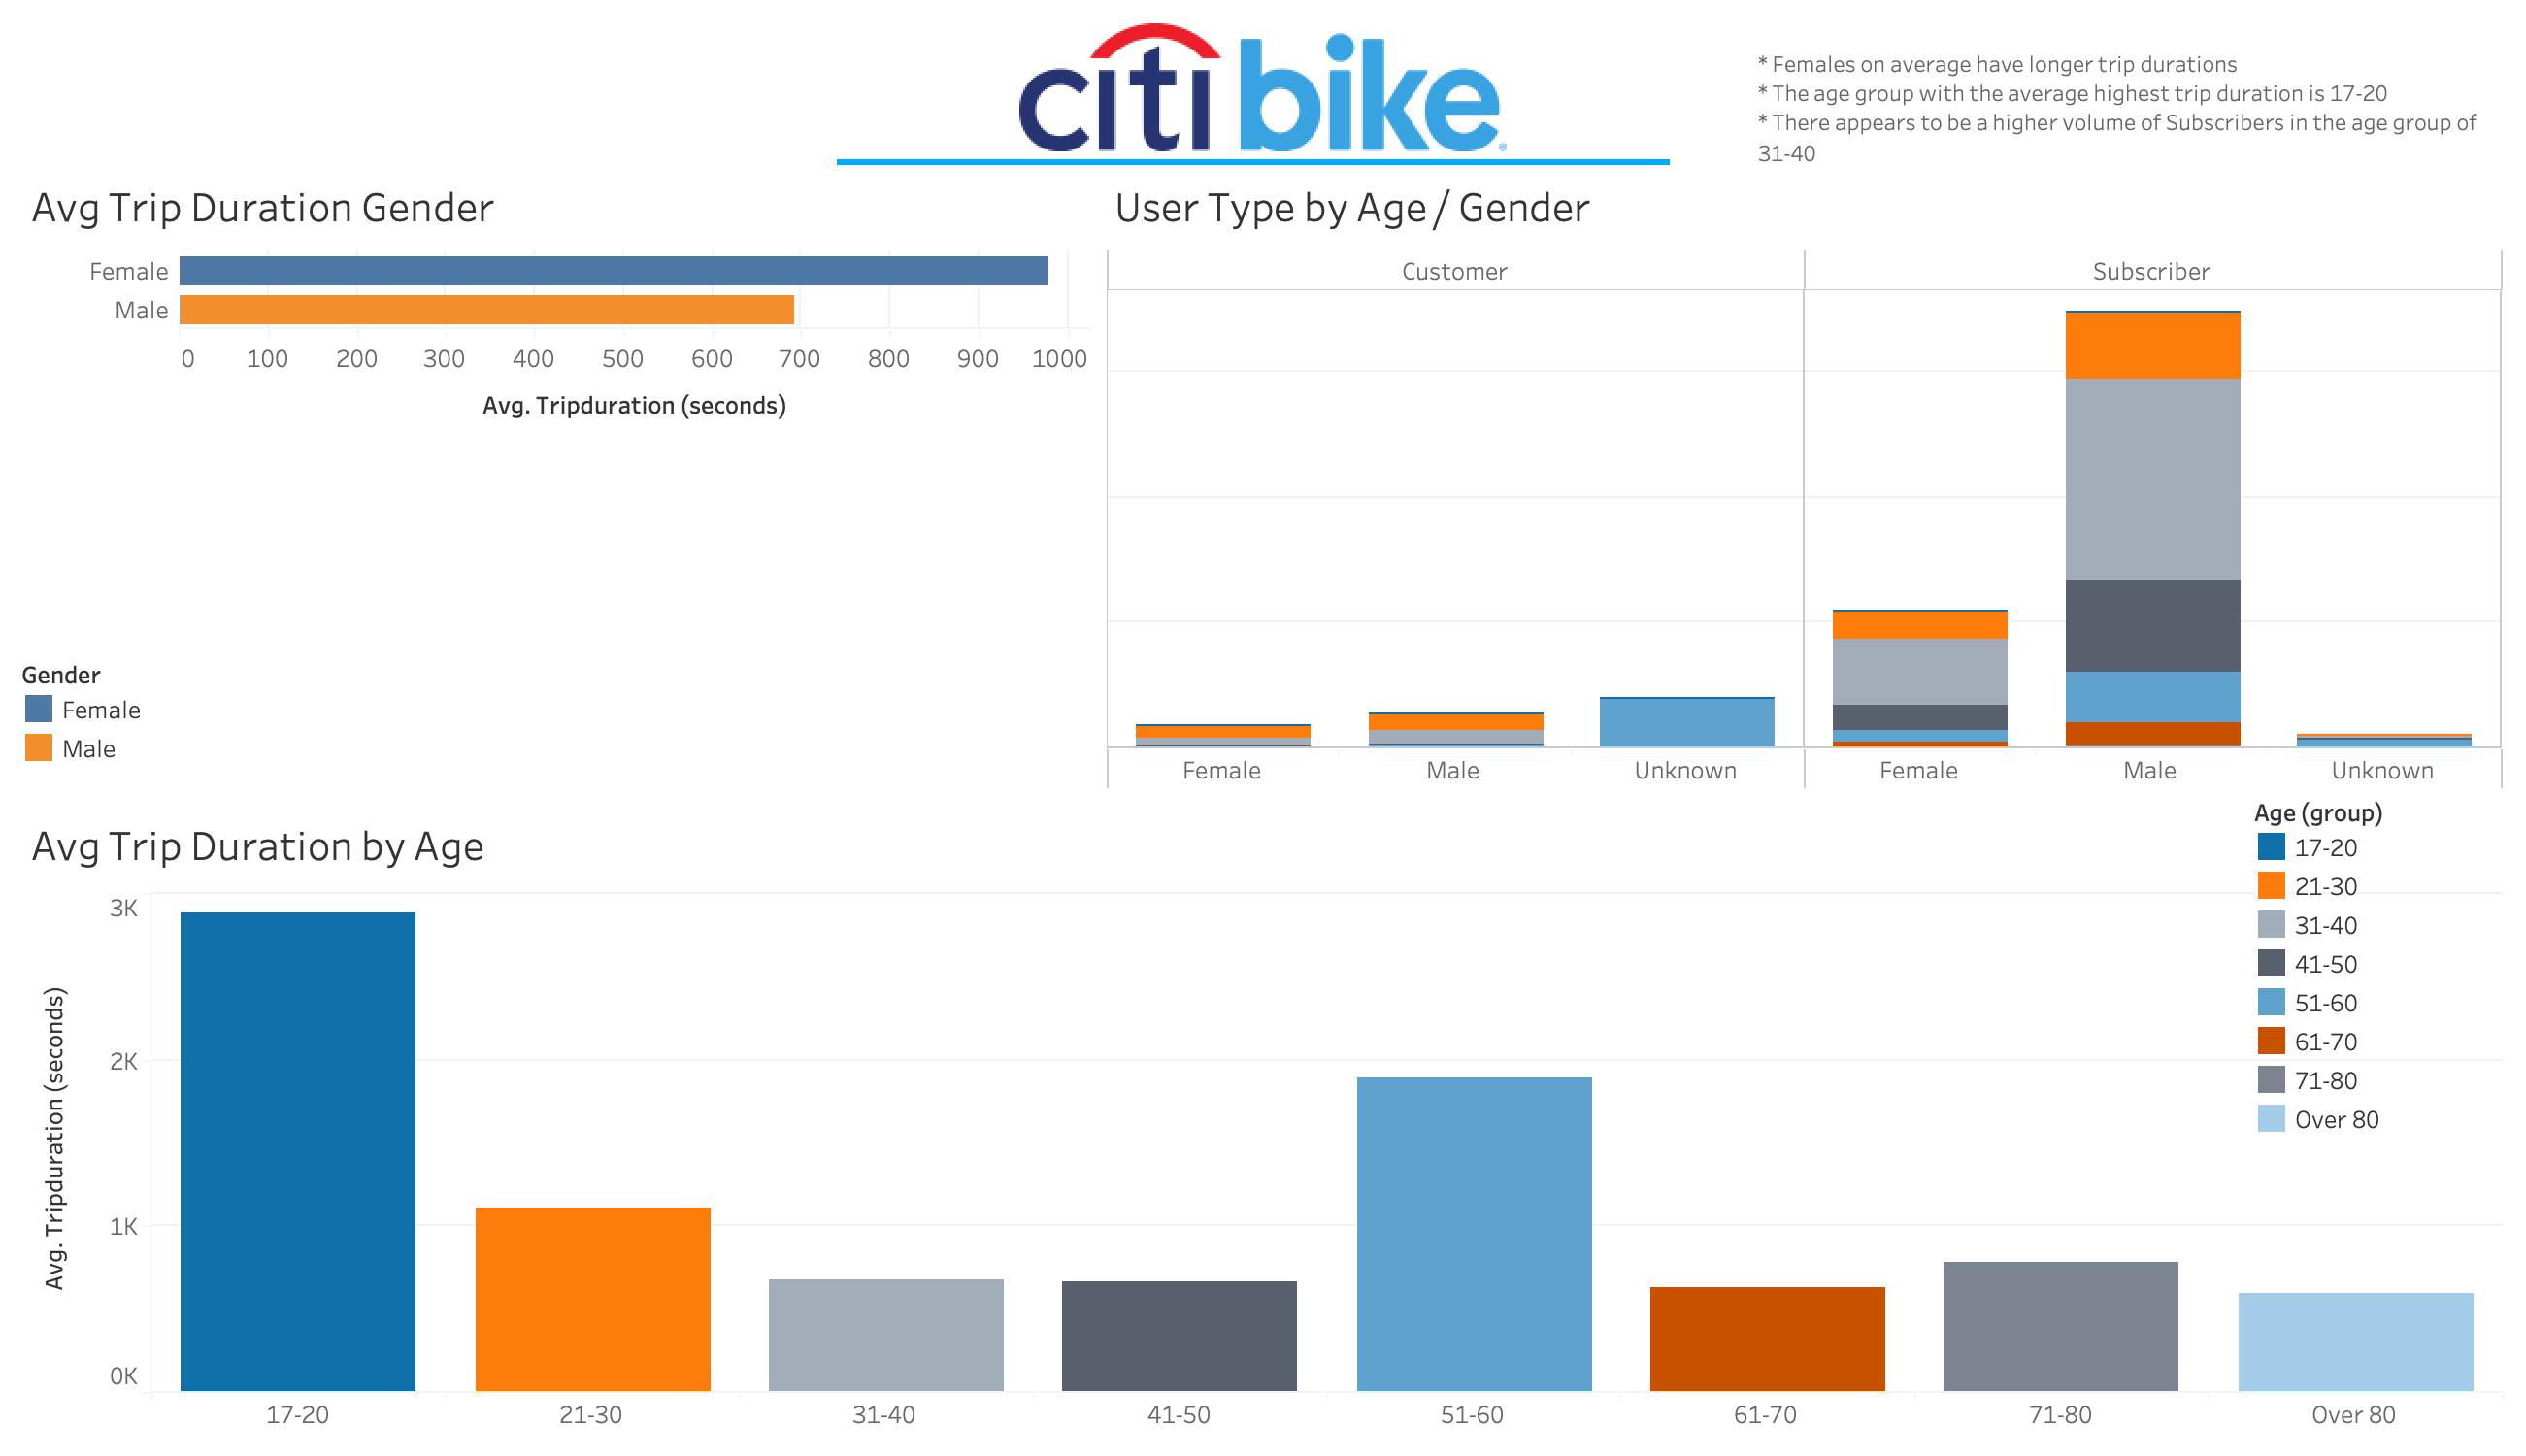 citi bike®
* Females on average have longer trip durations
* The age group with the average highest trip duration is 17-20
* There appears to be a higher volume of Subscribers in the age group of
31-40
Avg Trip Duration Gender
Female
Male
0 100 200 300 400 500 600 700 800 900 1000
Avg. Tripduration (seconds)
Gender
Female
Male
User Type by Age / Gender
Customer Subscriber
Female Male Unknown Female Male Unknown
Age (group)
17-20
21-30
31-40
41-50
51-60
61-70
71-80
Over 80
Avg Trip Duration by Age
Avg. Tripduration (seconds)
3K
2K
1K
0K
17-20 21-30 31-40 41-50 51-60 61-70 71-80 Over 80